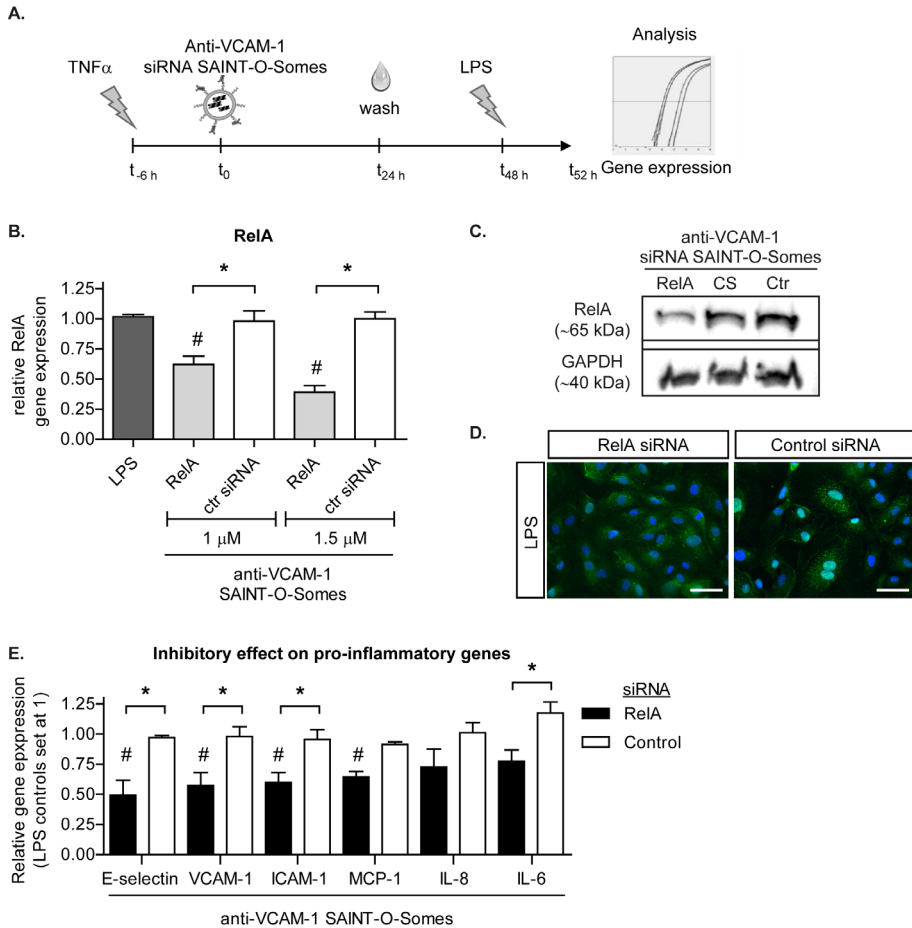 A.
TNFα
Anti-VCAM-1
siRNA SAINT-O-Somes
wash
LPS
Analysis
t-6 h
t0
t24 h
t48 h
t52 h
Gene expression
B.
RelA
relative RelA
gene expression
1.25
1.00
0.75
0.50
0.25
0.00
*
*
#
#
LPS
RelA
ctr siRNA
RelA
ctr siRNA
1 μM
1.5 μM
anti-VCAM-1
SAINT-O-Somes
C.
anti-VCAM-1
siRNA SAINT-O-Somes
RelA CS Ctr
RelA
(~65 kDa)
GAPDH
(~40 kDa)
D.
RelA siRNA
Control siRNA
LPS
E.
Inhibitory effect on pro-inflammatory genes
Relative gene epxpression
(LPS controls set at 1)
1.25
1.00
0.75
0.50
0.25
0.00
* * * *
# # # #
siRNA
RelA
Control
E-selectin VCAM-1 ICAM-1 MCP-1 IL-8 IL-6
anti-VCAM-1 SAINT-O-Somes